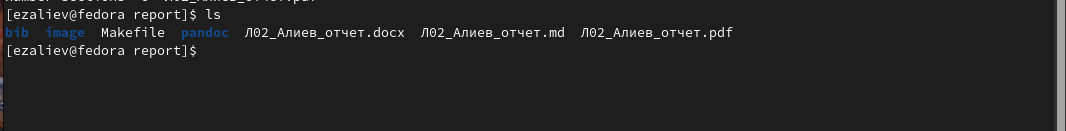 [ezaliev@fedora report]$ ls
bib image Makefile pandoc Л02_Алиев_отчет.docx Л02_Алиев_отчет.md Л02_Алиев_отчет.pdf
[ezaliev@fedora report]$